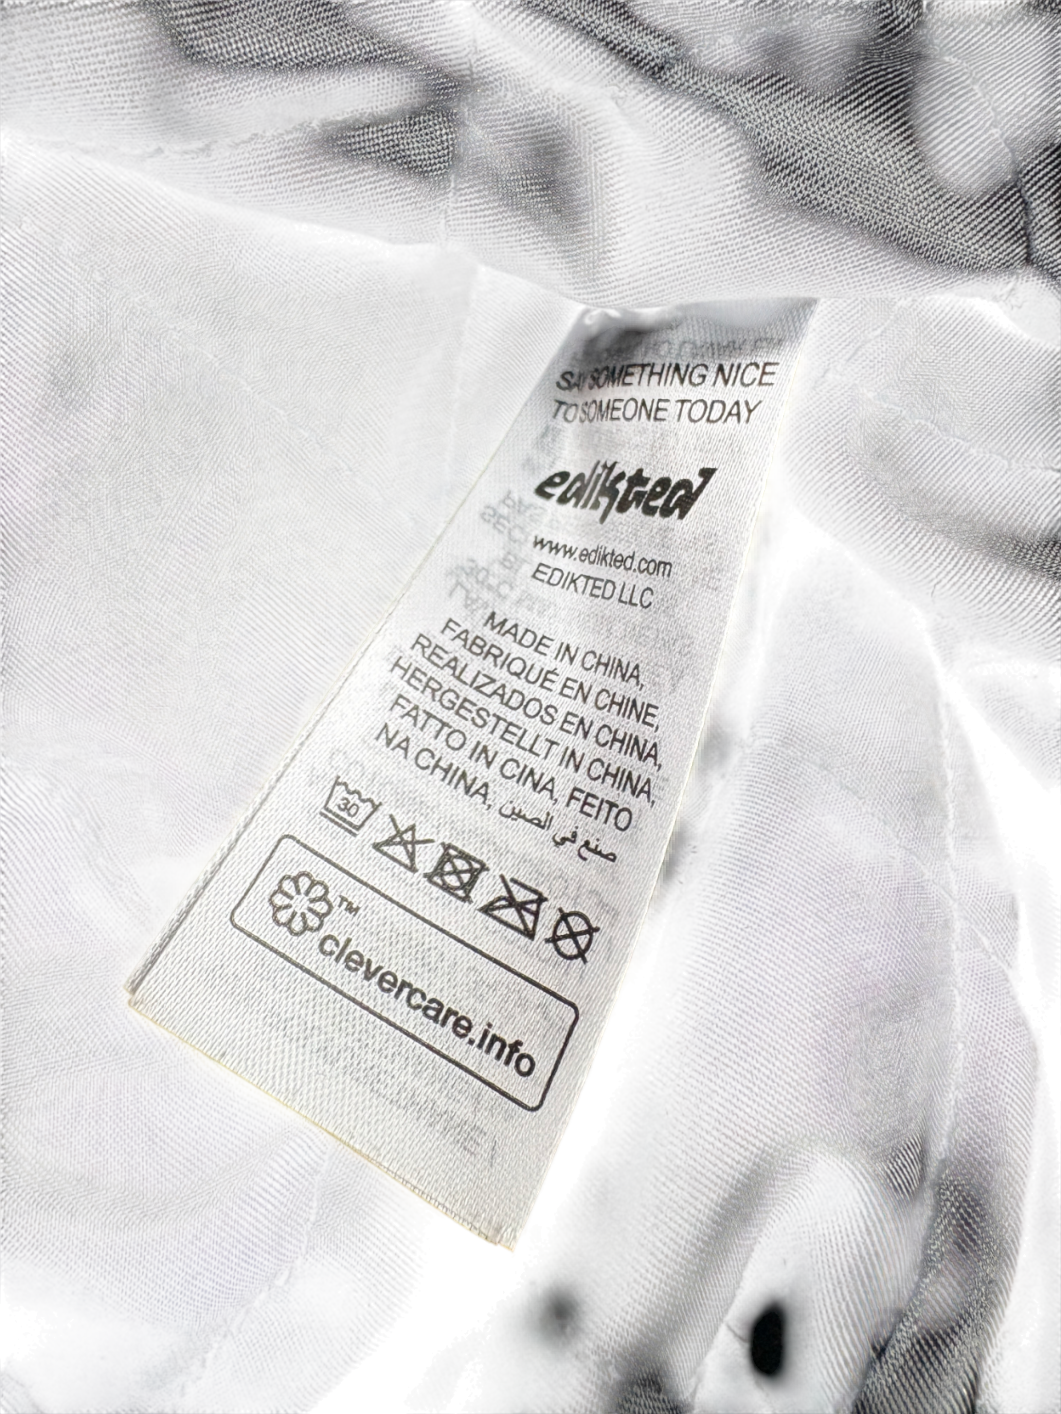 SAY SOMETHING NICE
TO SOMEONE TODAY
edikted
www.edikted.com
EDIKTED LLC
MADE IN CHINA,
FABRIQUÉ EN CHINE,
REALIZADOS EN CHINA,
HERGESTELLT IN CHINA,
FATTO IN CINA, FEITO
NA CHINA, صنع في الصين
30
™
clevercare.info